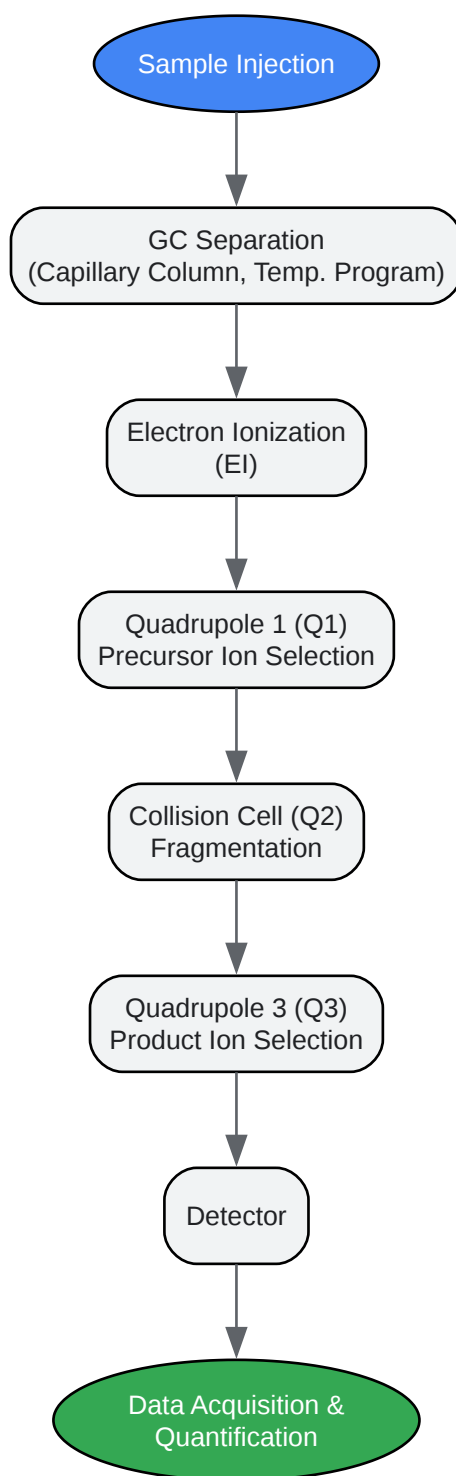 Sample Injection
GC Separation
(Capillary Column, Temp. Program)
Electron Ionization
(EI)
Quadrupole 1 (Q1)
Precursor Ion Selection
Collision Cell (Q2)
Fragmentation
Quadrupole 3 (Q3)
Product Ion Selection
Detector
Data Acquisition &
Quantification